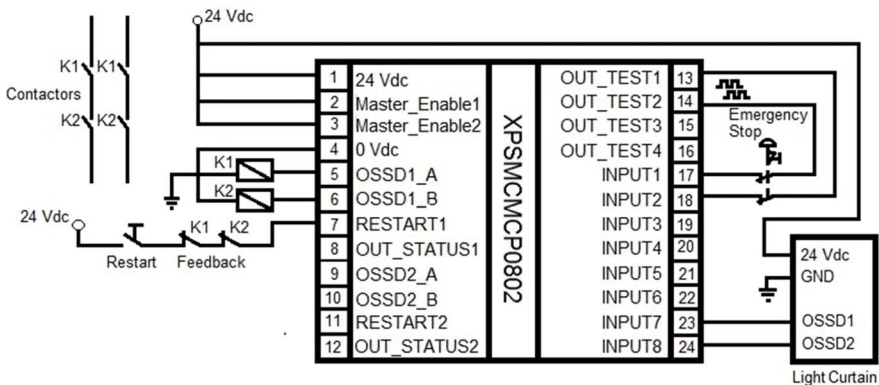 24 Vdc
K1 K1
Contactors
K2 K2
24 Vdc
Restart
K1 K2
Feedback
K1
K2
1 24 Vdc
2 Master_Enable1
3 Master_Enable2
4 0 Vdc
5 OSSD1_A
6 OSSD1_B
7 RESTART1
8 OUT_STATUS1
9 OSSD2_A
10 OSSD2_B
11 RESTART2
12 OUT_STATUS2
XPSMCMCP0802
OUT_TEST1 13
OUT_TEST2 14
OUT_TEST3 15
OUT_TEST4 16
INPUT1 17
INPUT2 18
INPUT3 19
INPUT4 20
INPUT5 21
INPUT6 22
INPUT7 23
INPUT8 24
Emergency
Stop
24 Vdc
GND
OSSD1
OSSD2
Light Curtain